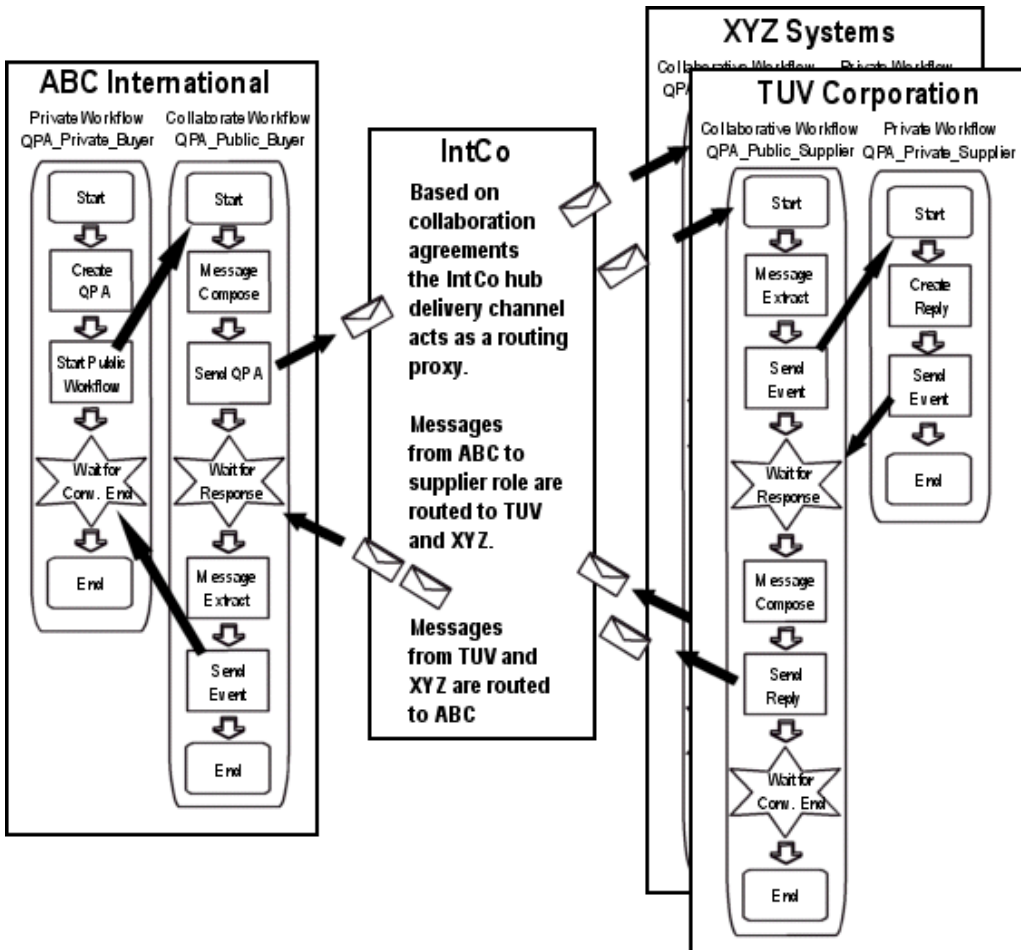 ABC International
Private Workflow
QPA_Private_Buyer
Start
Create
QPA
Start Public
Workflow
Wait for
Conv. End
End
Collaborate Workflow
QPA_Public_Buyer
Start
Message
Compose
Send QPA
Wait for
Response
Message
Extract
Send
Event
End
IntCo
Based on
collaboration
agreements
the IntCo hub
delivery channel
acts as a routing
proxy.
Messages
from ABC to
supplier role are
routed to TUV
and XYZ.
Messages
from TUV and
XYZ are routed
to ABC
XYZ Systems
Collaborative Workflow
Private Workflow
QPA
TUV Corporation
Collaborative Workflow
QPA_Public_Supplier
Start
Message
Extract
Send
Event
Wait for
Response
Message
Compose
Send
Reply
Wait for
Conv. End
End
Private Workflow
QPA_Private_Supplier
Start
Create
Reply
Send
Event
End